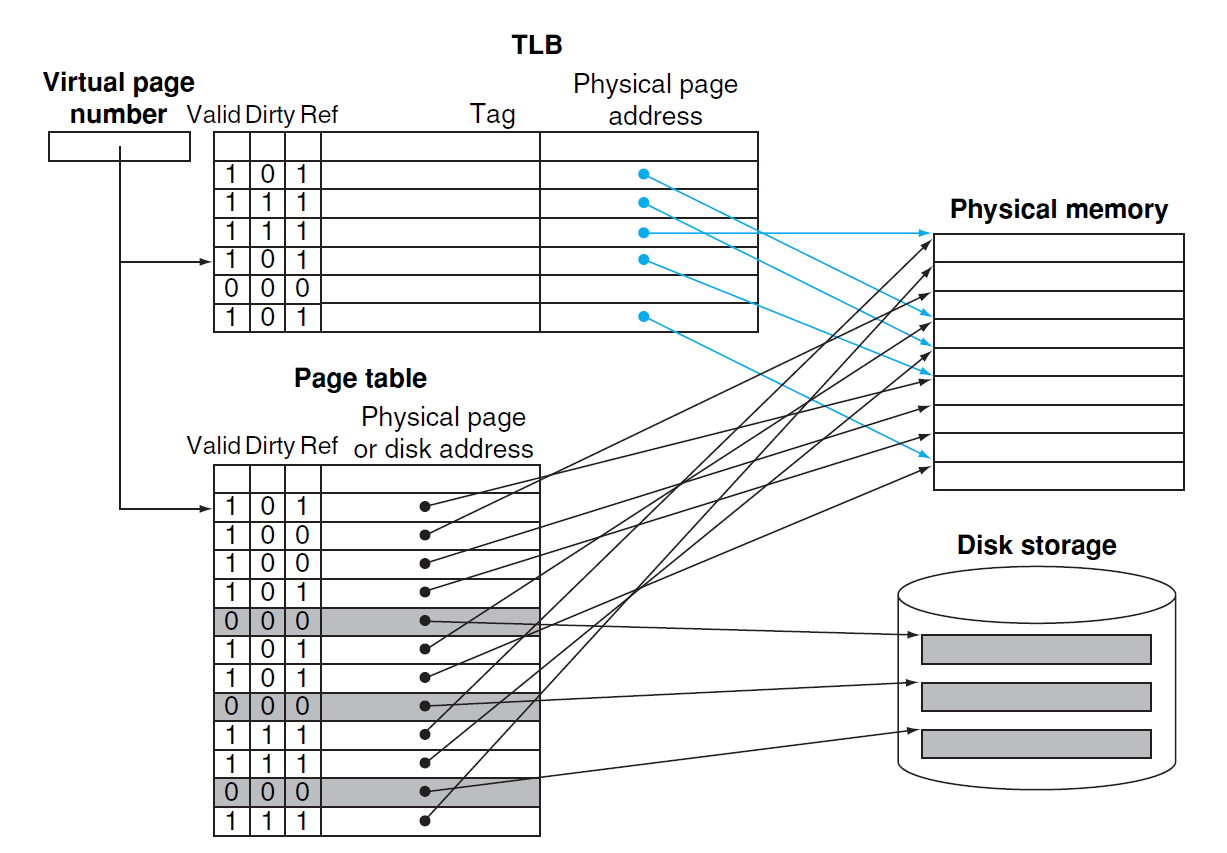 TLB
Virtual page
number
Valid Dirty Ref
Tag
Physical page
address
1 0 1
1 1 1
1 1 1
1 0 1
0 0 0
1 0 1
Physical memory
Page table
Physical page
or disk address
Valid Dirty Ref
1 0 1
1 0 0
1 0 0
1 0 1
0 0 0
1 0 1
1 0 1
0 0 0
1 1 1
1 1 1
0 0 0
1 1 1
Disk storage